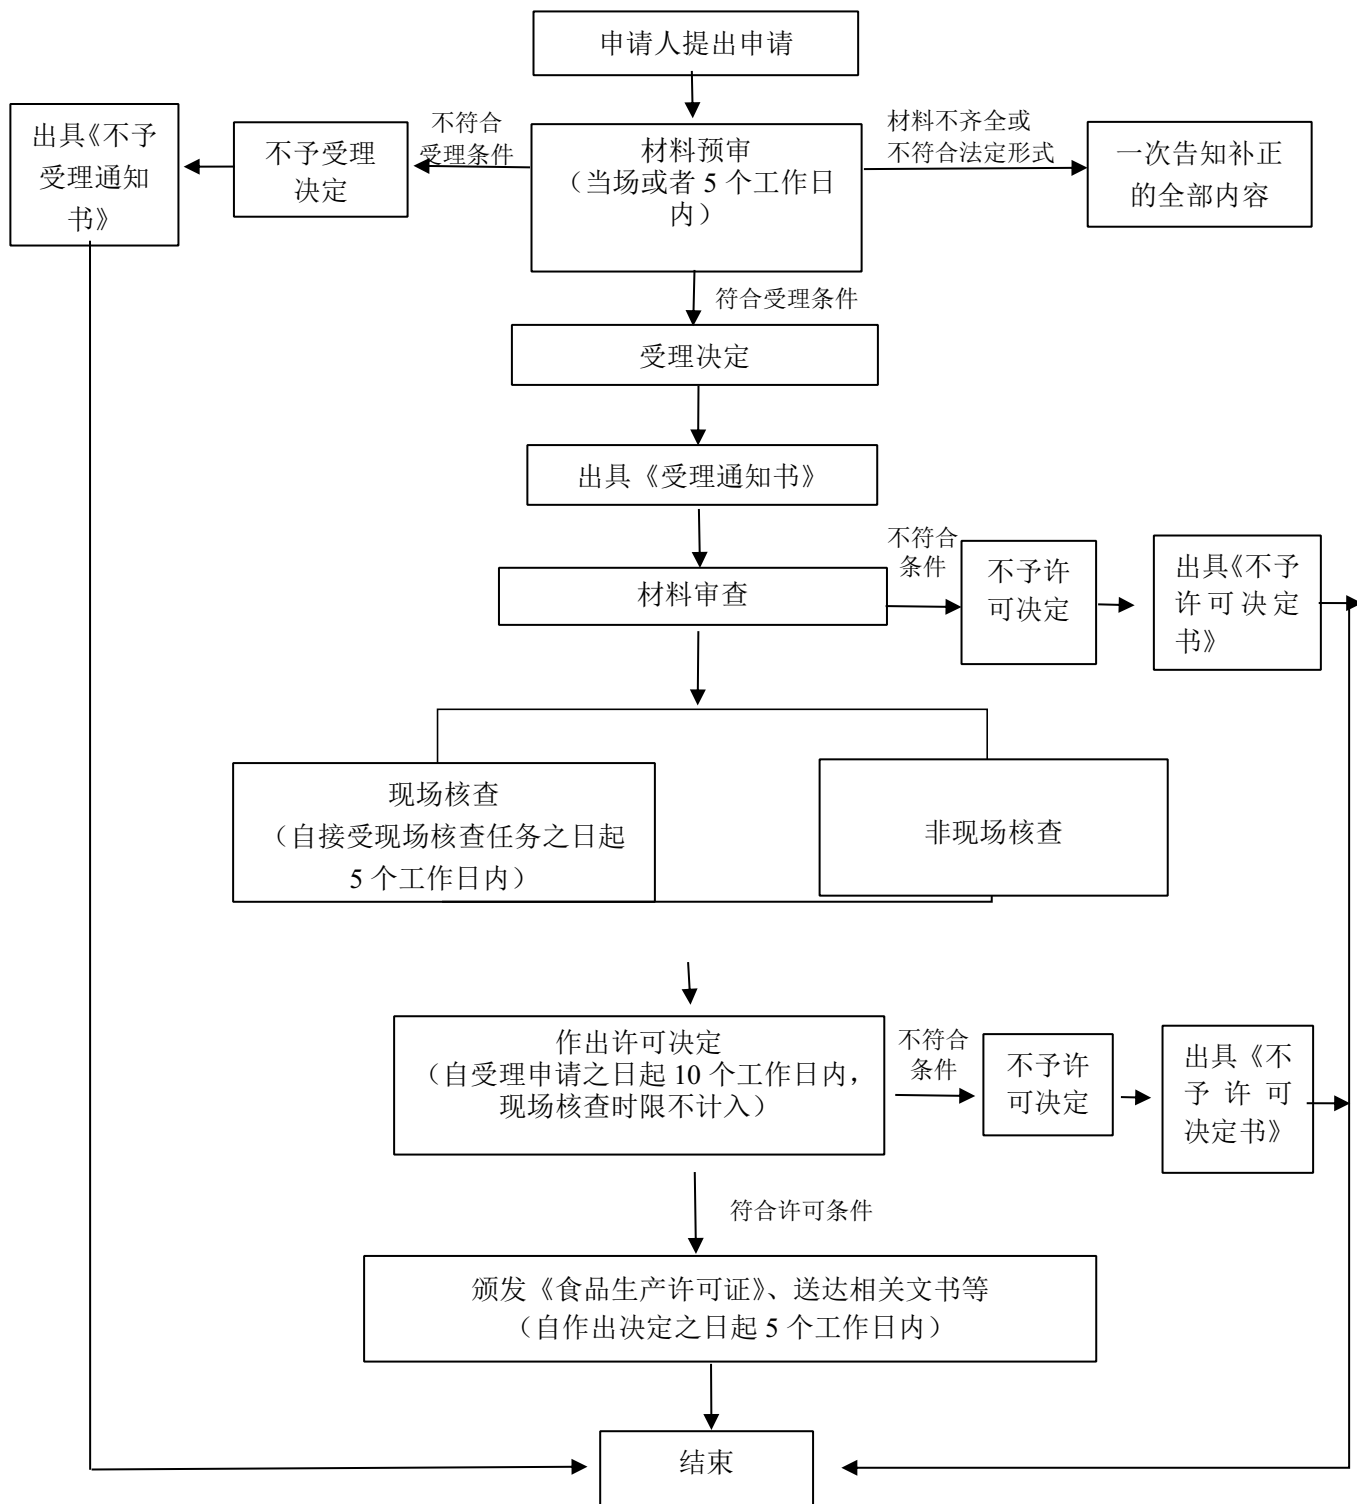 申请人提出申请
出具《不予
受理通知
书》
不予受理
决定
不符合
受理条件
材料预审
（当场或者 5 个工作日
内）
材料不齐全或
不符合法定形式
一次告知补正
的全部内容
符合受理条件
受理决定
出具《受理通知书》
材料审查
不符合
条件
不予许
可决定
出具《不予
许可决定
书》
现场核查
（自接受现场核查任务之日起
5 个工作日内）
非现场核查
作出许可决定
（自受理申请之日起 10 个工作日内，
现场核查时限不计入）
不符合
条件
不予许
可决定
出具《不
予许可
决定书》
符合许可条件
颁发《食品生产许可证》、送达相关文书等
（自作出决定之日起 5 个工作日内）
结束